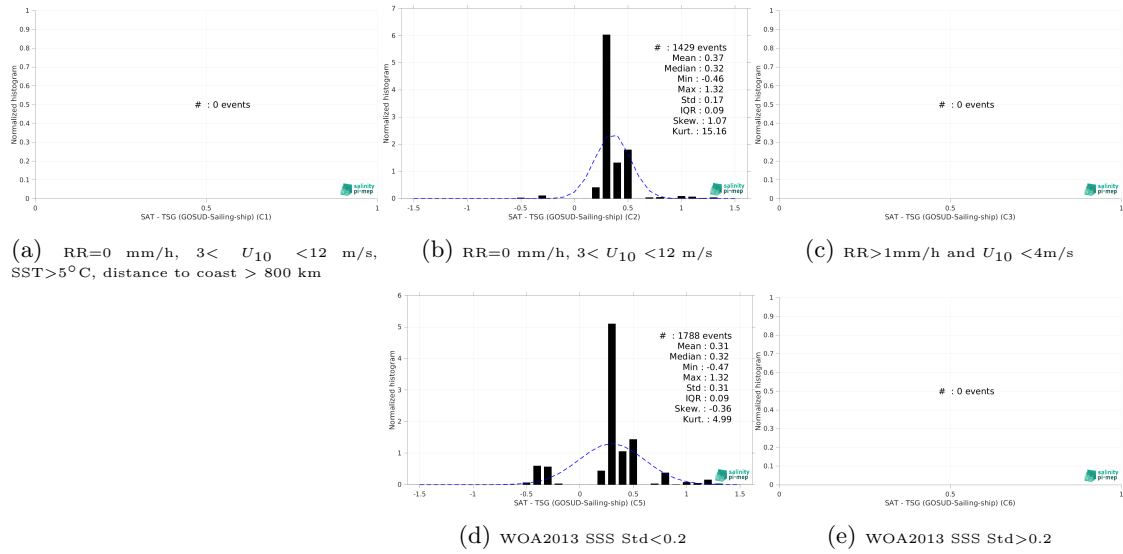 1
0.9
0.8
0.7
0.6
0.5
0.4
0.3
0.2
0.1
0
Normalized histogram
# : 0 events
salinity
pi-mep
0 0.5 1
SAT - TSG (GOSUD-Sailing-ship) (C1)
(a) RR=0 mm/h, 3< U10 <12 m/s,
SST>5°C, distance to coast > 800 km
7
6
5
4
3
2
1
0
Normalized histogram
# : 1429 events
Mean : 0.37
Median : 0.32
Min : -0.46
Max : 1.32
Std : 0.17
IQR : 0.09
Skew. : 1.07
Kurt. : 15.16
salinity
pi-mep
-1.5 -1 -0.5 0 0.5 1 1.5
SAT - TSG (GOSUD-Sailing-ship) (C2)
(b) RR=0 mm/h, 3< U10 <12 m/s
1
0.9
0.8
0.7
0.6
0.5
0.4
0.3
0.2
0.1
0
Normalized histogram
# : 0 events
salinity
pi-mep
0 0.5 1
SAT - TSG (GOSUD-Sailing-ship) (C3)
(c) RR>1mm/h and U10 <4m/s
6
5
4
3
2
1
0
Normalized histogram
# : 1788 events
Mean : 0.31
Median : 0.32
Min : -0.47
Max : 1.32
Std : 0.31
IQR : 0.09
Skew. : -0.36
Kurt. : 4.99
salinity
pi-mep
-1.5 -1 -0.5 0 0.5 1 1.5
SAT - TSG (GOSUD-Sailing-ship) (C5)
(d) WOA2013 SSS Std<0.2
1
0.9
0.8
0.7
0.6
0.5
0.4
0.3
0.2
0.1
0
Normalized histogram
# : 0 events
salinity
pi-mep
0 0.5 1
SAT - TSG (GOSUD-Sailing-ship) (C6)
(e) WOA2013 SSS Std>0.2